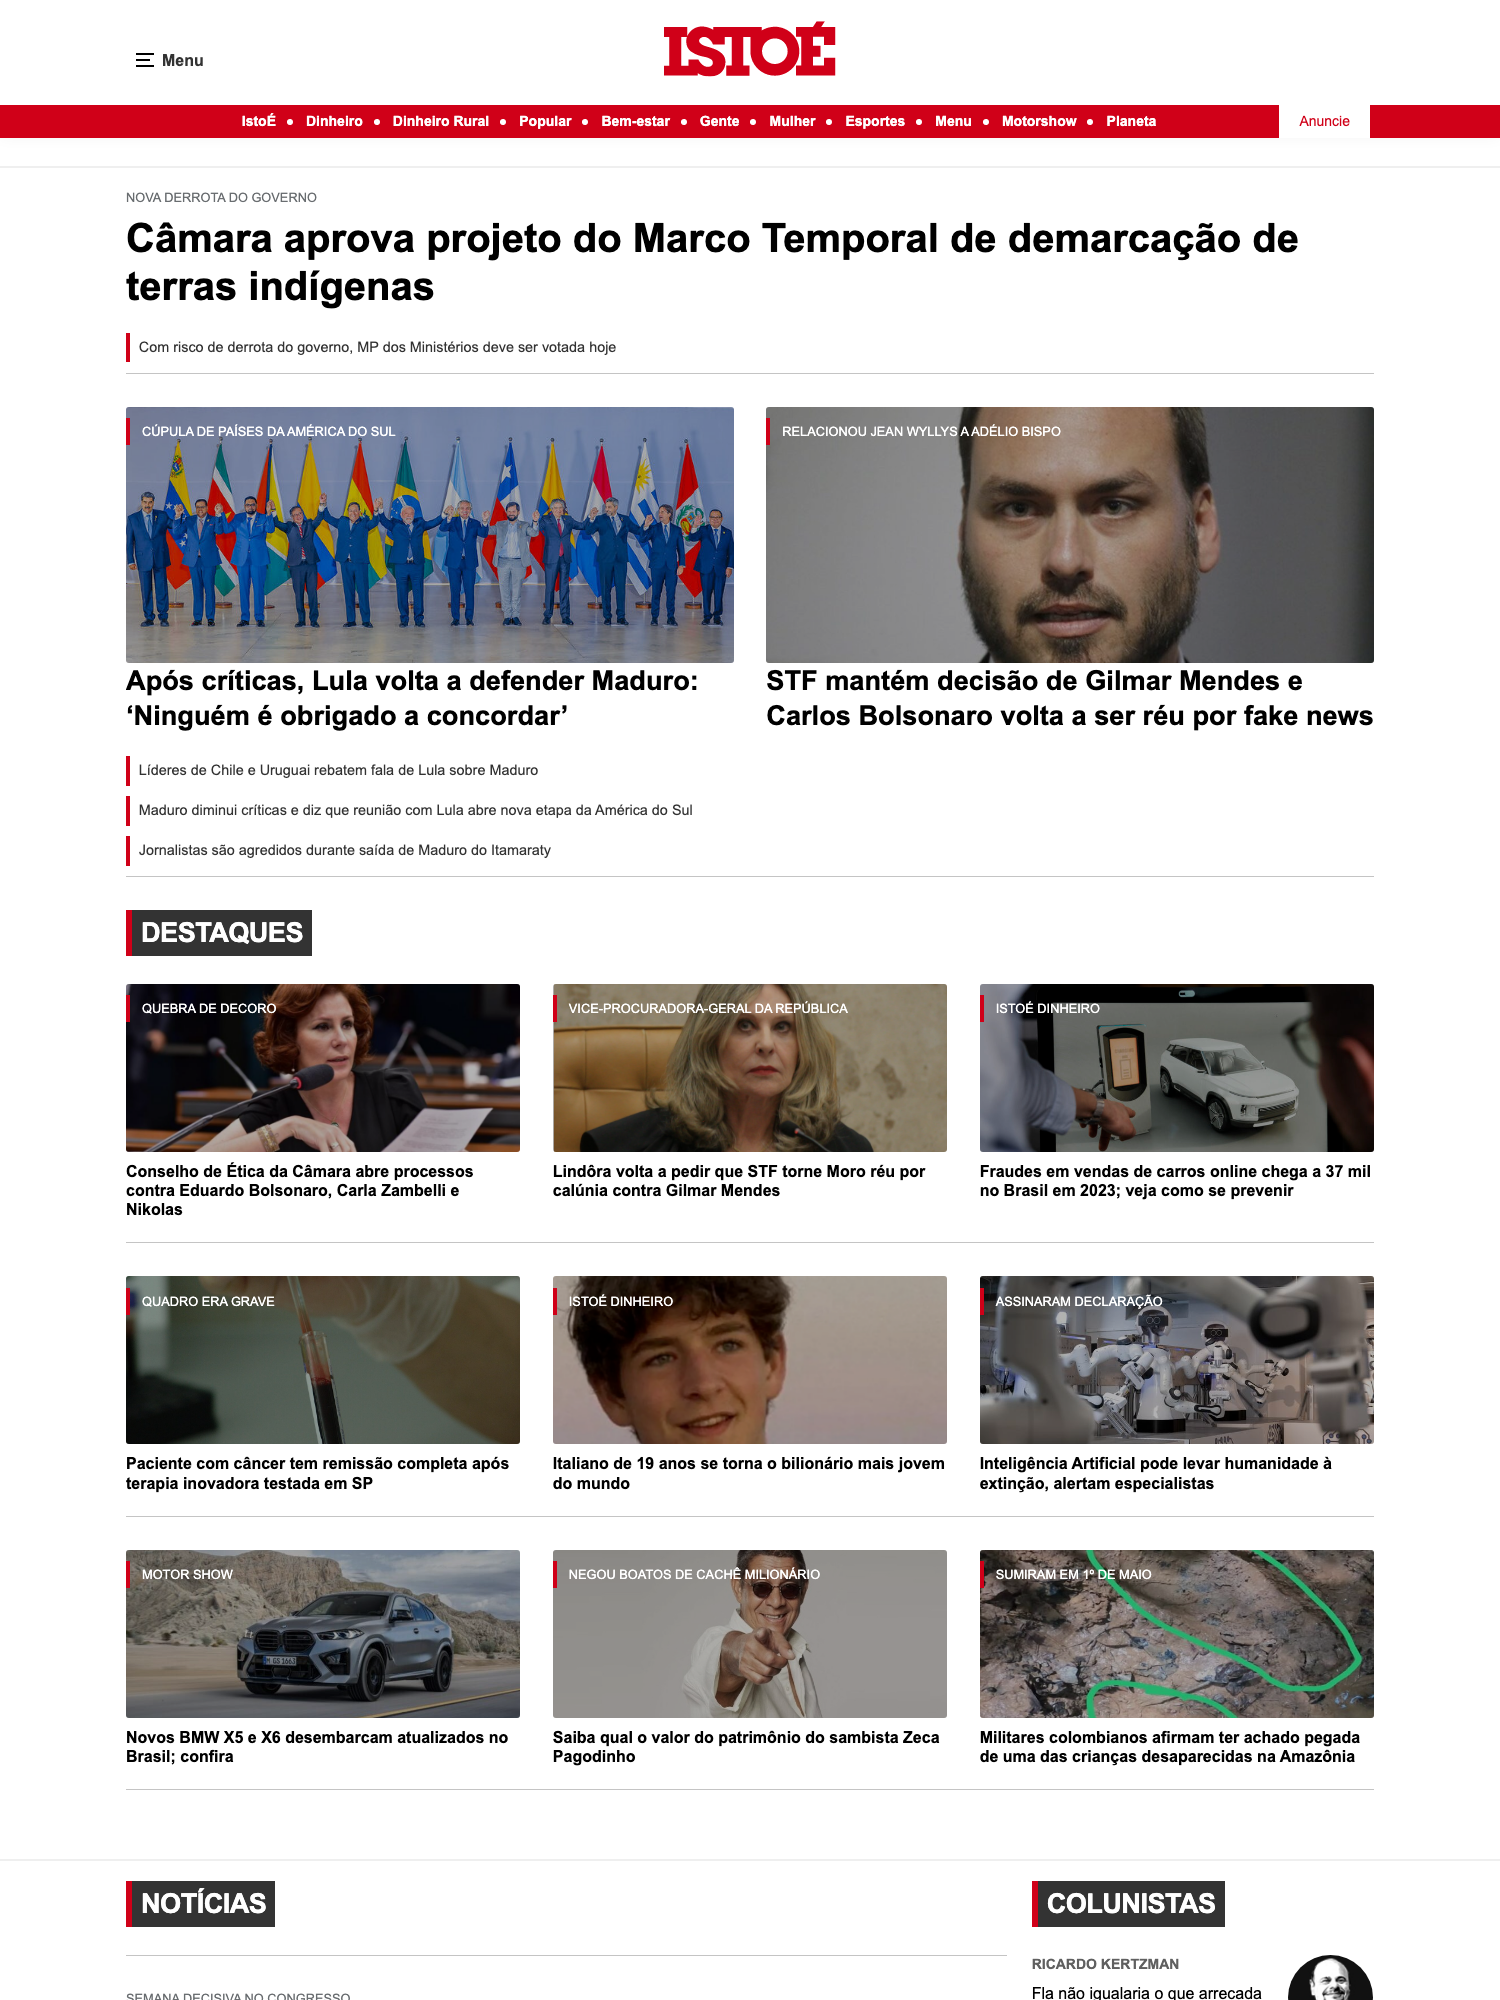 ISTOÉ
Menu
IstoÉ • Dinheiro • Dinheiro Rural • Popular • Bem-estar • Gente • Mulher • Esportes • Menu • Motorshow • Planeta
Anuncie
NOVA DERROTA DO GOVERNO
Câmara aprova projeto do Marco Temporal de demarcação de
terras indígenas
Com risco de derrota do governo, MP dos Ministérios deve ser votada hoje
CÚPULA DE PAÍSES DA AMÉRICA DO SUL
Após críticas, Lula volta a defender Maduro:
‘Ninguém é obrigado a concordar’
Líderes de Chile e Uruguai rebatem fala de Lula sobre Maduro
Maduro diminui críticas e diz que reunião com Lula abre nova etapa da América do Sul
Jornalistas são agredidos durante saída de Maduro do Itamaraty
RELACIONOU JEAN WYLLYS A ADÉLIO BISPO
STF mantém decisão de Gilmar Mendes e
Carlos Bolsonaro volta a ser réu por fake news
DESTAQUES
QUEBRA DE DECORO
Conselho de Ética da Câmara abre processos
contra Eduardo Bolsonaro, Carla Zambelli e
Nikolas
VICE-PROCURADORA-GERAL DA REPÚBLICA
Lindôra volta a pedir que STF torne Moro réu por
calúnia contra Gilmar Mendes
ISTOÉ DINHEIRO
Fraudes em vendas de carros online chega a 37 mil
no Brasil em 2023; veja como se prevenir
QUADRO ERA GRAVE
Paciente com câncer tem remissão completa após
terapia inovadora testada em SP
ISTOÉ DINHEIRO
Italiano de 19 anos se torna o bilionário mais jovem
do mundo
ASSINARAM DECLARAÇÃO
Inteligência Artificial pode levar humanidade à
extinção, alertam especialistas
MOTOR SHOW
M GS 1663
Novos BMW X5 e X6 desembarcam atualizados no
Brasil; confira
NEGOU BOATOS DE CACHÊ MILIONÁRIO
Saiba qual o valor do patrimônio do sambista Zeca
Pagodinho
SUMIRAM EM 1º DE MAIO
Militares colombianos afirmam ter achado pegada
de uma das crianças desaparecidas na Amazônia
NOTÍCIAS
SEMANA DECISIVA NO CONGRESSO
COLUNISTAS
RICARDO KERTZMAN
Fla não igualaria o que arrecada